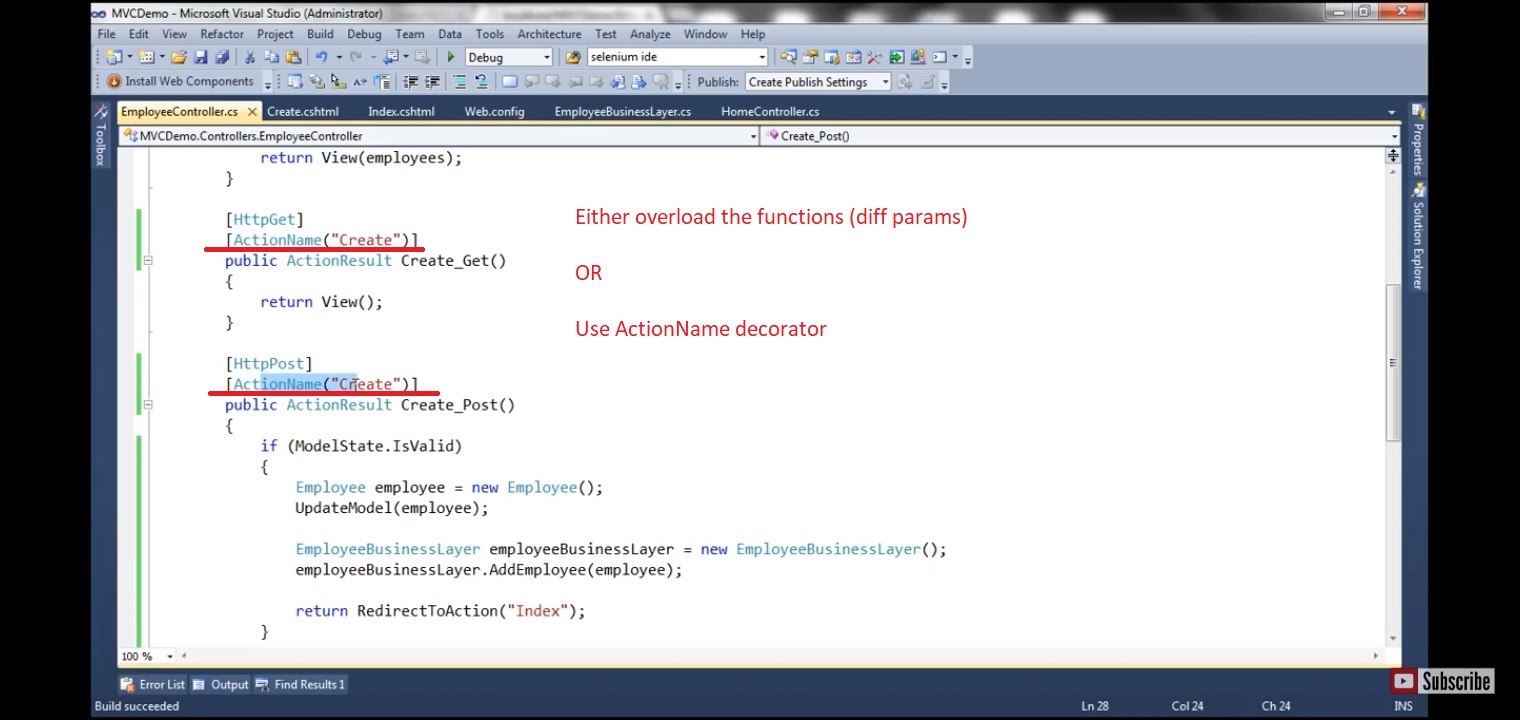 MVCDemo - Microsoft Visual Studio (Administrator)
File Edit View Refactor Project Build Debug Team Data Tools Architecture Test Analyze Window Help
Debug selenium ide
Install Web Components Publish: Create Publish Settings
EmployeeController.cs Create.cshtml Index.cshtml Web.config EmployeeBusinessLayer.cs HomeController.cs
MVCDemo.Controllers.EmployeeController Create_Post()
Toolbox
Properties
Solution Explorer
return View(employees);
}
[HttpGet]
[ActionName("Create")]
public ActionResult Create_Get()
{
return View();
}
Either overload the functions (diff params)
OR
Use ActionName decorator
[HttpPost]
[ActionName("Create")]
public ActionResult Create_Post()
{
if (ModelState.IsValid)
{
Employee employee = new Employee();
UpdateModel(employee);
EmployeeBusinessLayer employeeBusinessLayer = new EmployeeBusinessLayer();
employeeBusinessLayer.AddEmployee(employee);
return RedirectToAction("Index");
}
100 %
Error List Output Find Results 1
Subscribe
Build succeeded Ln 28 Col 24 Ch 24 INS